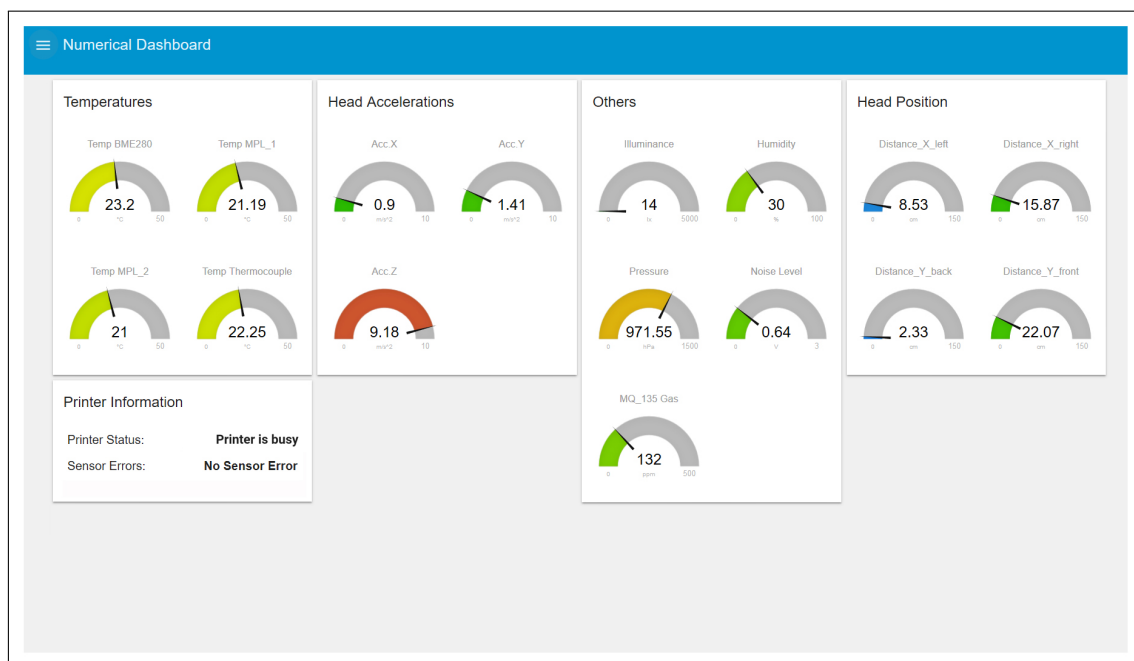 Numerical Dashboard
Temperatures
Temp BME280
23.2
0 °C 50
Temp MPL_1
21.19
0 °C 50
Temp MPL_2
21
0 °C 50
Temp Thermocouple
22.25
0 °C 50
Printer Information
Printer Status: Printer is busy
Sensor Errors: No Sensor Error
Head Accelerations
Acc.X
0.9
0 m/s^2 10
Acc.Y
1.41
0 m/s^2 10
Acc.Z
9.18
0 m/s^2 10
Others
Illuminance
14
0 lx 5000
Humidity
30
0 % 100
Pressure
971.55
0 hPa 1500
Noise Level
0.64
0 V 3
MQ_135 Gas
132
0 ppm 500
Head Position
Distance_X_left
8.53
0 cm 150
Distance_X_right
15.87
0 cm 150
Distance_Y_back
2.33
0 cm 150
Distance_Y_front
22.07
0 cm 150